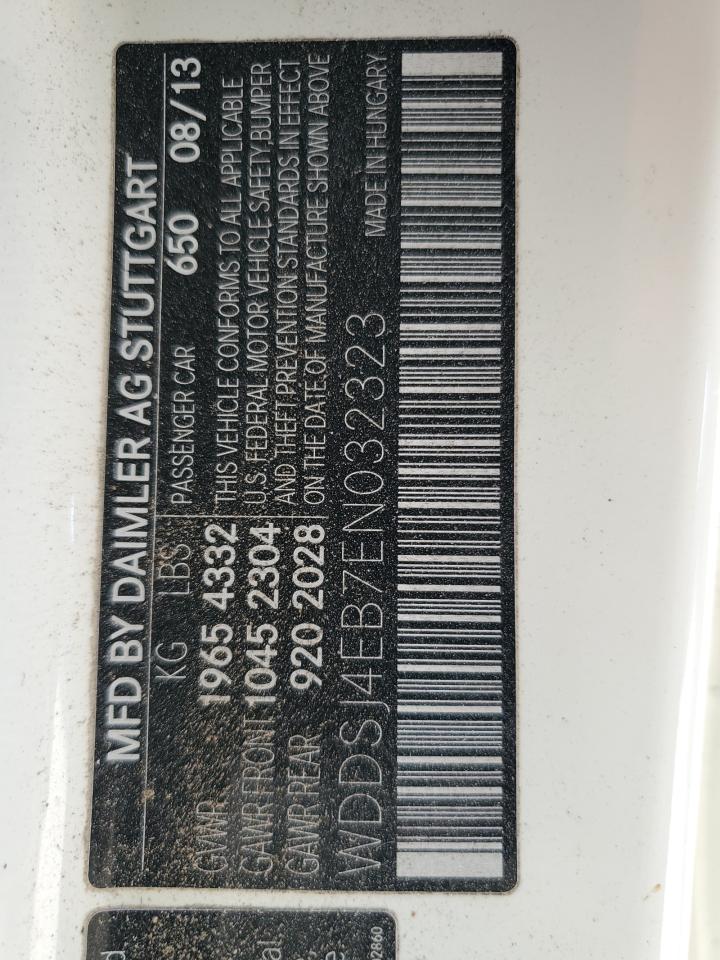 MFD BY DAIMLER AG STUTTGART
KG LBS PASSENGER CAR 650 08/13
GVWR 1965 4332 THIS VEHICLE CONFORMS TO ALL APPLICABLE
GAWR FRONT 1045 2304 U.S. FEDERAL MOTOR VEHICLE SAFETY, BUMPER
GAWR REAR 920 2028 AND THEFT PREVENTION STANDARDS IN EFFECT
ON THE DATE OF MANUFACTURE SHOWN ABOVE
WDDSJ4EB7EN032323 MADE IN HUNGARY